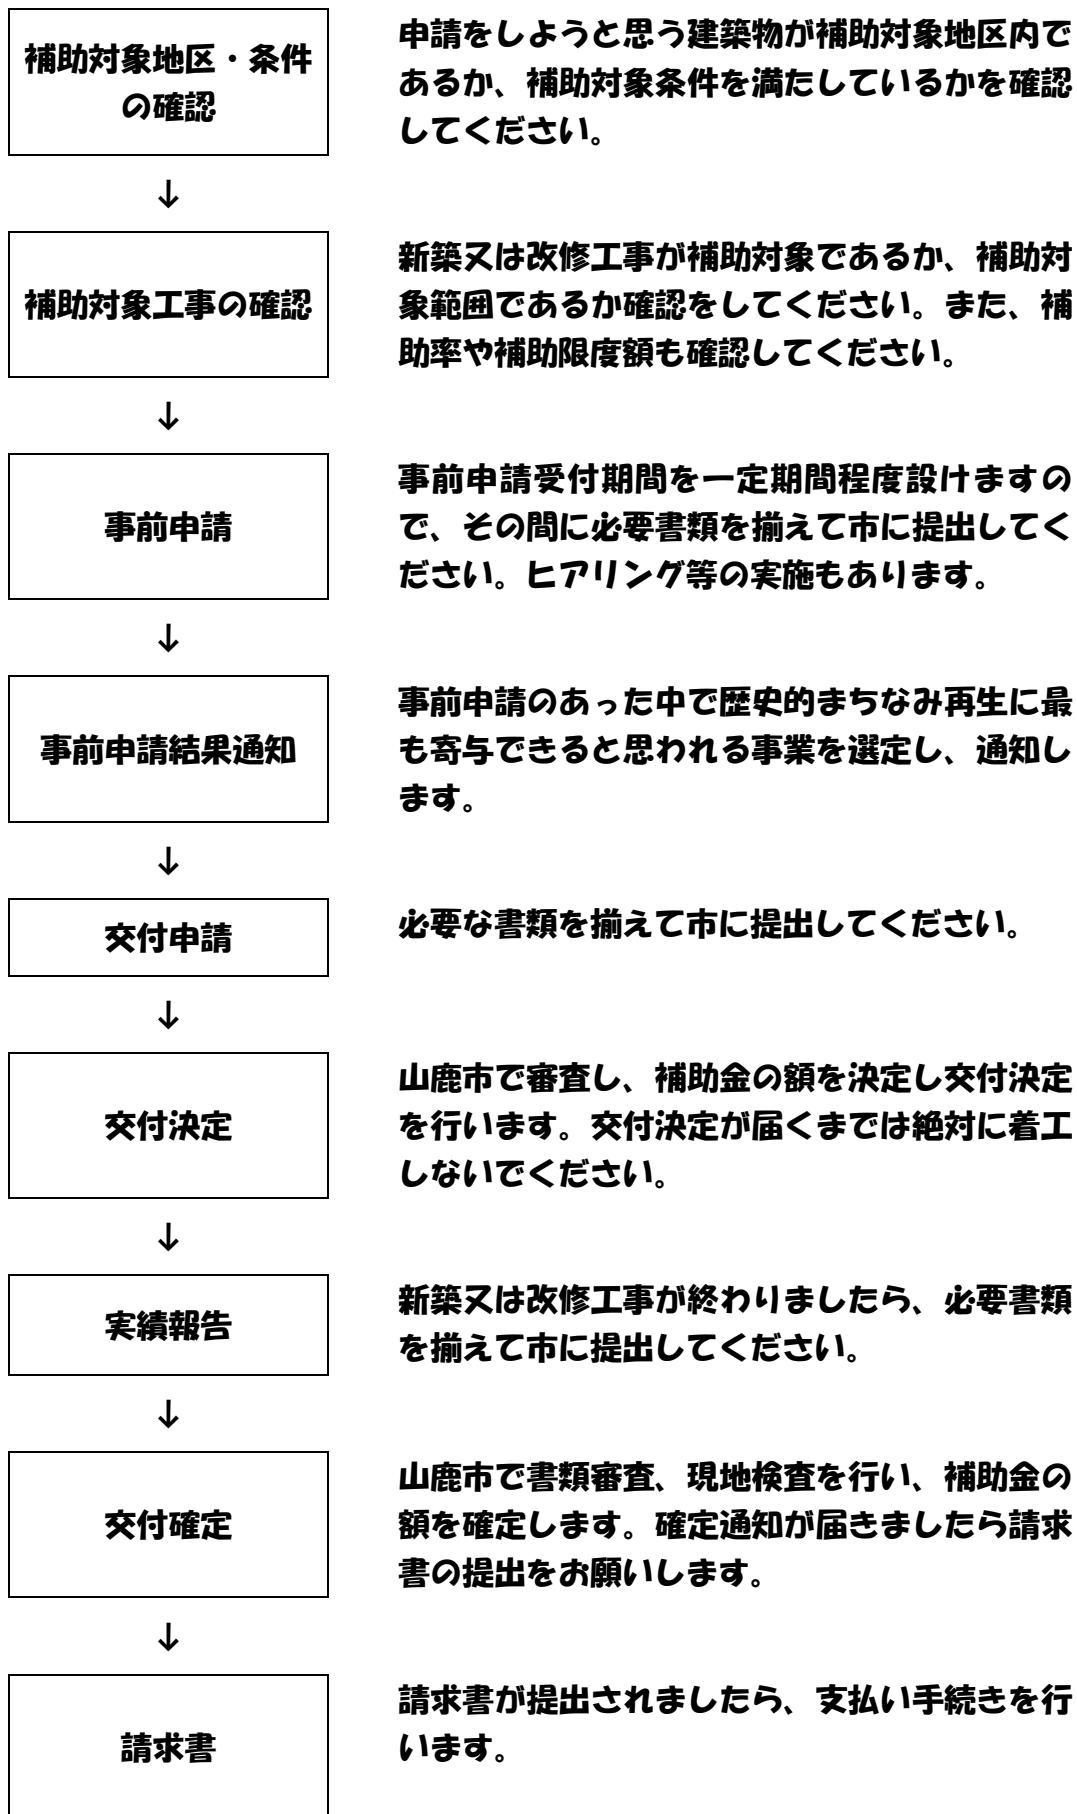 補助対象地区・条件
の確認
申請をしようと思う建築物が補助対象地区内で
あるか、補助対象条件を満たしているかを確認
してください。
↓
補助対象工事の確認
新築又は改修工事が補助対象であるか、補助対
象範囲であるか確認をしてください。また、補
助率や補助限度額も確認してください。
↓
事前申請
事前申請受付期間を一定期間程度設けますの
で、その間に必要書類を揃えて市に提出してく
ださい。ヒアリング等の実施もあります。
↓
事前申請結果通知
事前申請のあった中で歴史的まちなみ再生に最
も寄与できると思われる事業を選定し、通知し
ます。
↓
交付申請
必要な書類を揃えて市に提出してください。
↓
交付決定
山鹿市で審査し、補助金の額を決定し交付決定
を行います。交付決定が届くまでは絶対に着工
しないでください。
↓
実績報告
新築又は改修工事が終わりましたら、必要書類
を揃えて市に提出してください。
↓
交付確定
山鹿市で書類審査、現地検査を行い、補助金の
額を確定します。確定通知が届きましたら請求
書の提出をお願いします。
↓
請求書
請求書が提出されましたら、支払い手続きを行
います。